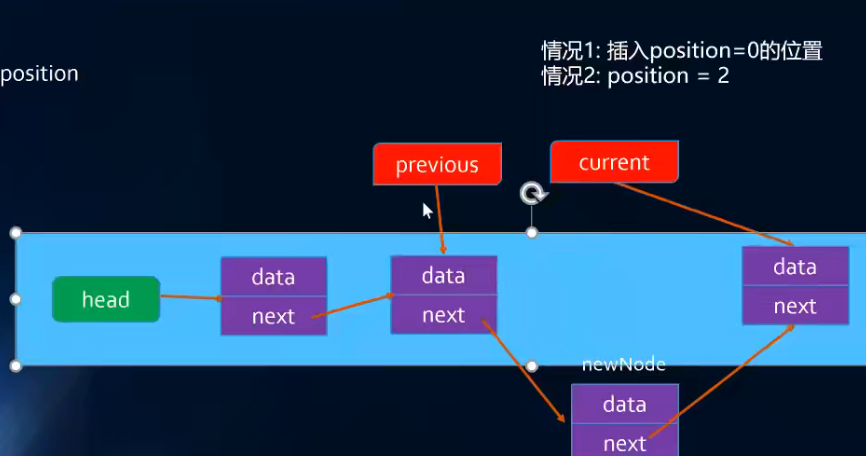 情况1: 插入position=0的位置
情况2: position = 2
position
previous
current
head
data
next
data
next
data
next
newNode
data
next